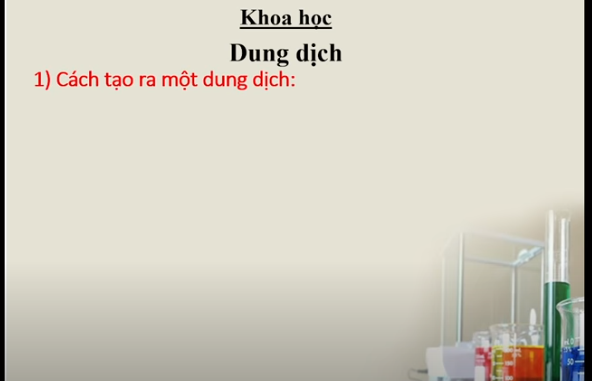 Khoa học
Dung dịch
1) Cách tạo ra một dung dịch: